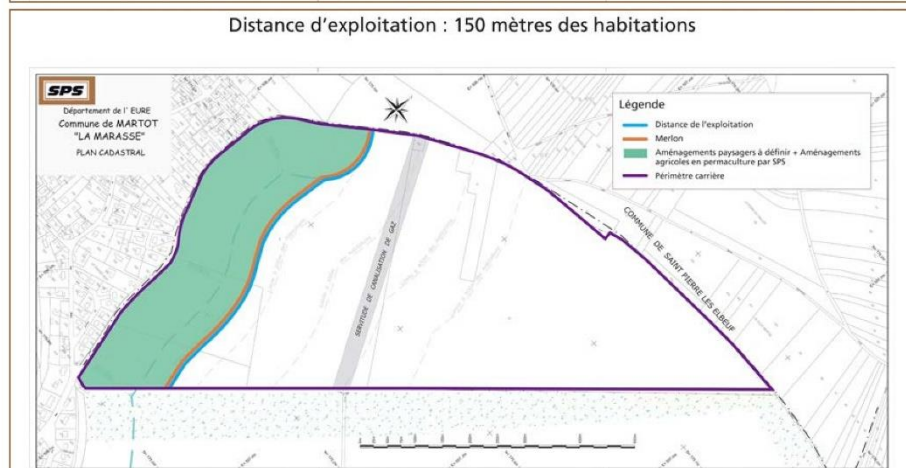 Distance d'exploitation : 150 mètres des habitations
SPS
Département de l' EURE
Commune de MARTOT
"LA MARASSE"
PLAN CADASTRAL
Légende
Distance de l'exploitation
Merlon
Aménagements paysagers à définir + Aménagements
agricoles en permaculture par SPS
Périmètre carrière
SERVITUDE DE CANALISATION DE GAZ
COMMUNE DE SAINT PIERRE LES ELBEUF